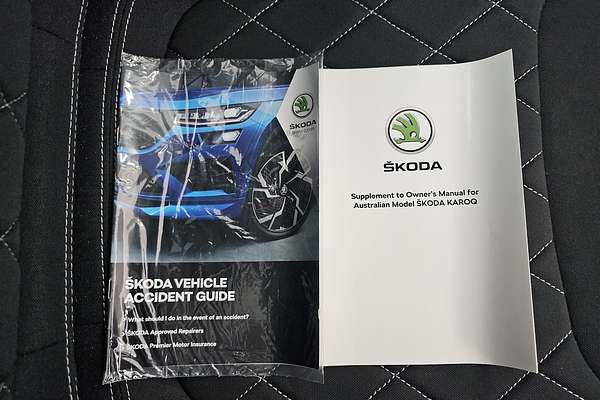 ŠKODA
ŠKODA VEHICLE
ACCIDENT GUIDE
What should I do in the event of an accident?
ŠKODA Approved Repairers
ŠKODA Premier Motor Insurance
ŠKODA
Supplement to Owner's Manual for
Australian Model ŠKODA KAROQ